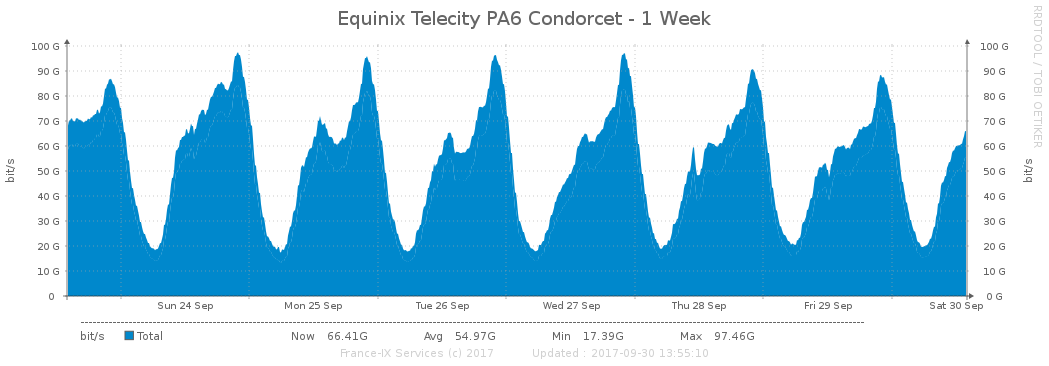 Equinix Telecity PA6 Condorcet - 1 Week
RRDTOOL / TOBI OETIKER
bit/s
100 G
90 G
80 G
70 G
60 G
50 G
40 G
30 G
20 G
10 G
0
100 G
90 G
80 G
70 G
60 G
50 G
40 G
30 G
20 G
10 G
0 G
bit/s
Sun 24 Sep Mon 25 Sep Tue 26 Sep Wed 27 Sep Thu 28 Sep Fri 29 Sep Sat 30 Sep
bit/s Total Now 66.41G Avg 54.97G Min 17.39G Max 97.46G
France-IX Services (c) 2017 Updated : 2017-09-30 13:55:10